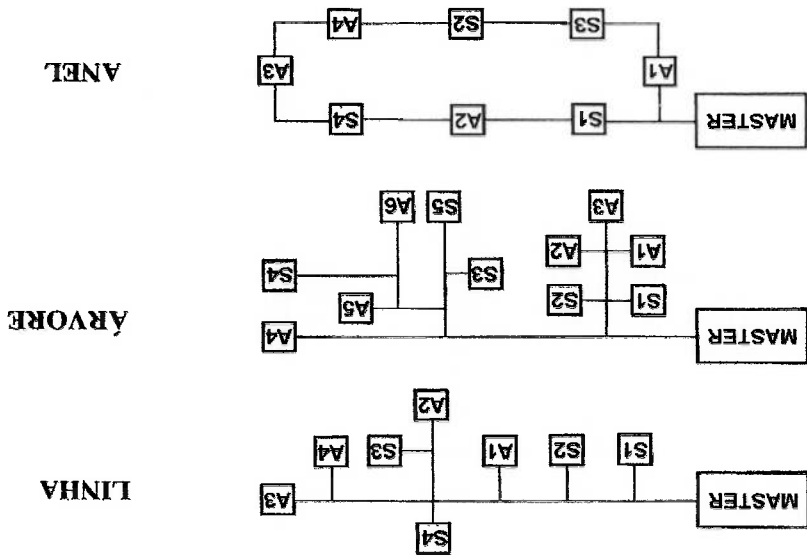 S4
MASTER A3
LINHA
S1 S2 A1 S3 A4
A2
MASTER A4
ÁRVORE
S1 S2 A5
S3 S4
A1 A2
A3 S5 A6
MASTER S1 A2 S4
A1 A3
ANEL
S3 S2 A4